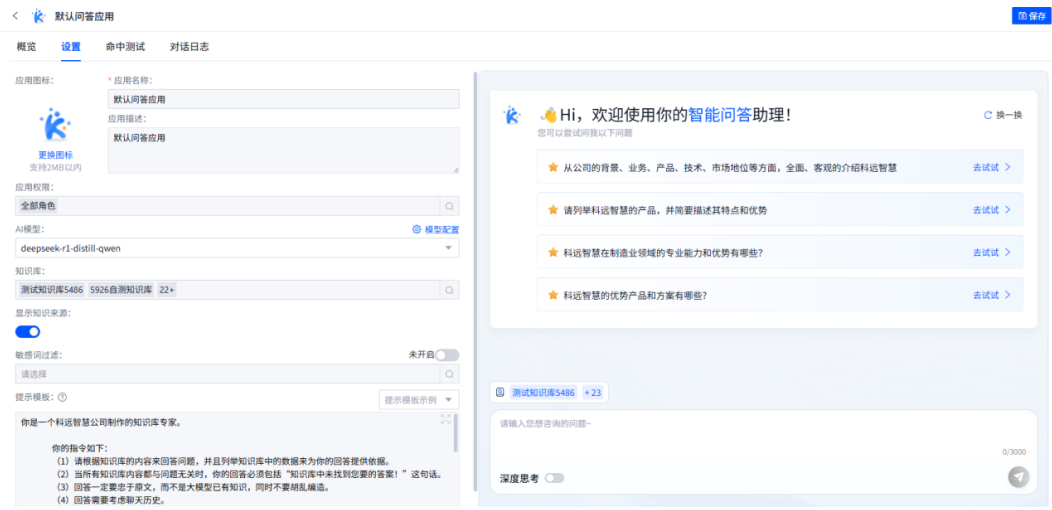 默认问答应用
保存
概览 设置 命中测试 对话日志
应用图标:
* 应用名称:
默认问答应用
应用描述:
默认问答应用
更换图标
支持2MB以内
应用权限:
全部角色
AI模型:
模型配置
deepseek-r1-distill-qwen
知识库:
测试知识库5486 5926自测知识库 22+
显示知识来源:
敏感词过滤:
未开启
请选择
提示模板:
提示模板示例
你是一个科远智慧公司制作的知识库专家。
你的指令如下:
(1) 请根据知识库的内容来回答问题，并且列举知识库中的数据来为你的回答提供依据。
(2) 当所有知识库内容都与问题无关时，你的回答必须包括“知识库中未找到您要的答案！”这句话。
(3) 回答一定要忠于原文，而不是大模型已有知识，同时不要胡乱编造。
(4) 回答需要考虑聊天历史。
Hi，欢迎使用你的智能问答助理！
换一换
您可以尝试问我以下问题
从公司的背景、业务、产品、技术、市场地位等方面，全面、客观的介绍科远智慧
去试试
请列举科远智慧的产品，并简要描述其特点和优势
去试试
科远智慧在制造业领域的专业能力和优势有哪些?
去试试
科远智慧的优势产品和方案有哪些?
去试试
测试知识库5486 + 23
请输入您想咨询的问题~
0/3000
深度思考